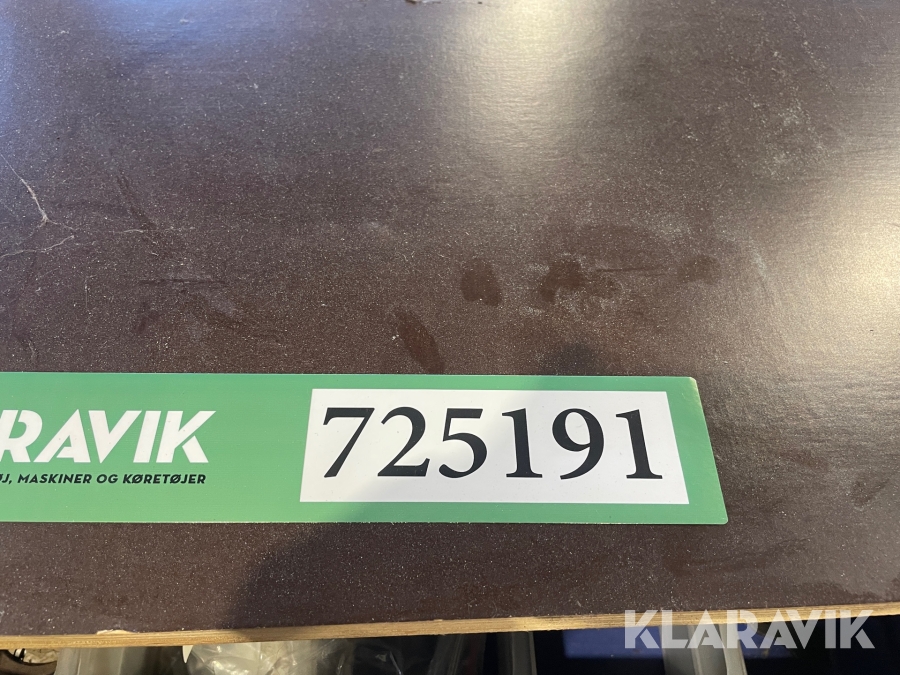 RAVIK
J, MASKINER OG KØRETØJER
725191
KLARAVIK